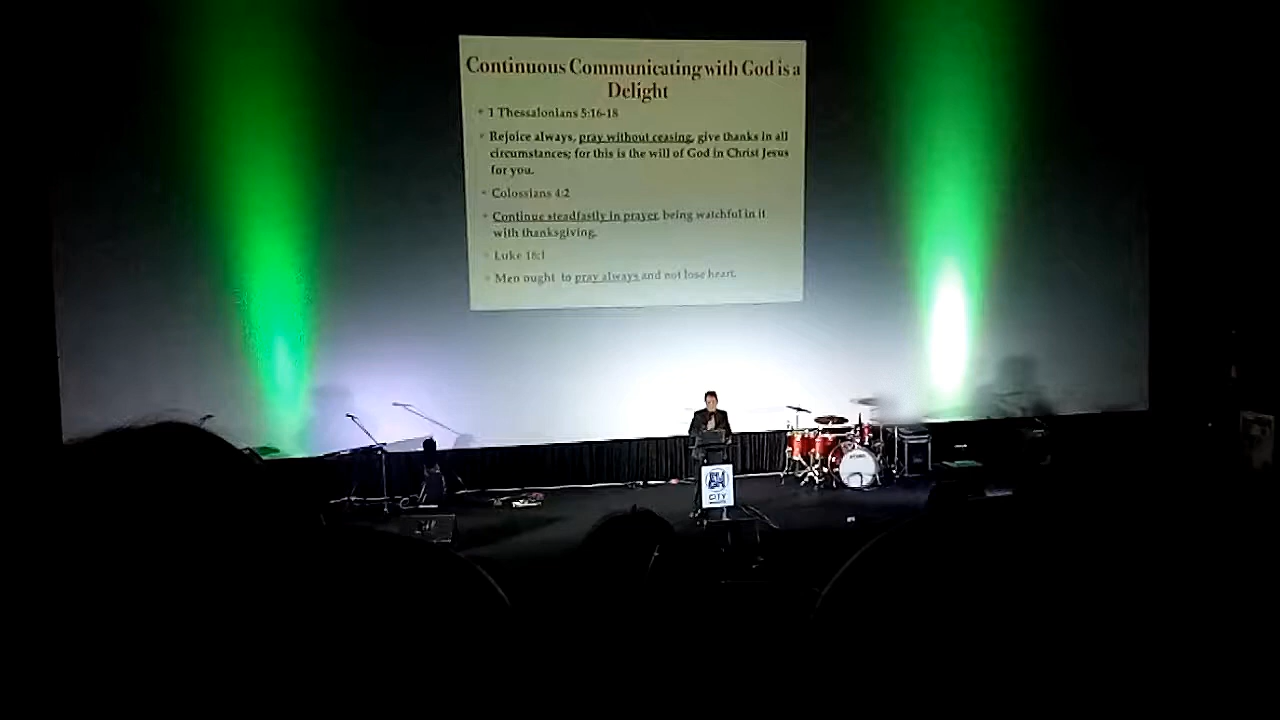 Continuous Communicating with God is a
Delight
• 1 Thessalonians 5:16-18
• Rejoice always, pray without ceasing, give thanks in all
circumstances; for this is the will of God in Christ Jesus
for you.
• Colossians 4:2
• Continue steadfastly in prayer, being watchful in it
with thanksgiving.
• Luke 18:1
• Men ought to pray always and not lose heart.
SM
CITY